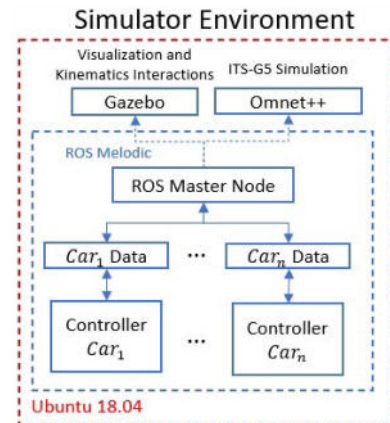 Simulator Environment
Visualization and
Kinematics Interactions
ITS-G5 Simulation
Gazebo
Omnet++
ROS Melodic
ROS Master Node
Car₁ Data
...
Carₙ Data
Controller
Car₁
...
Controller
Carₙ
Ubuntu 18.04